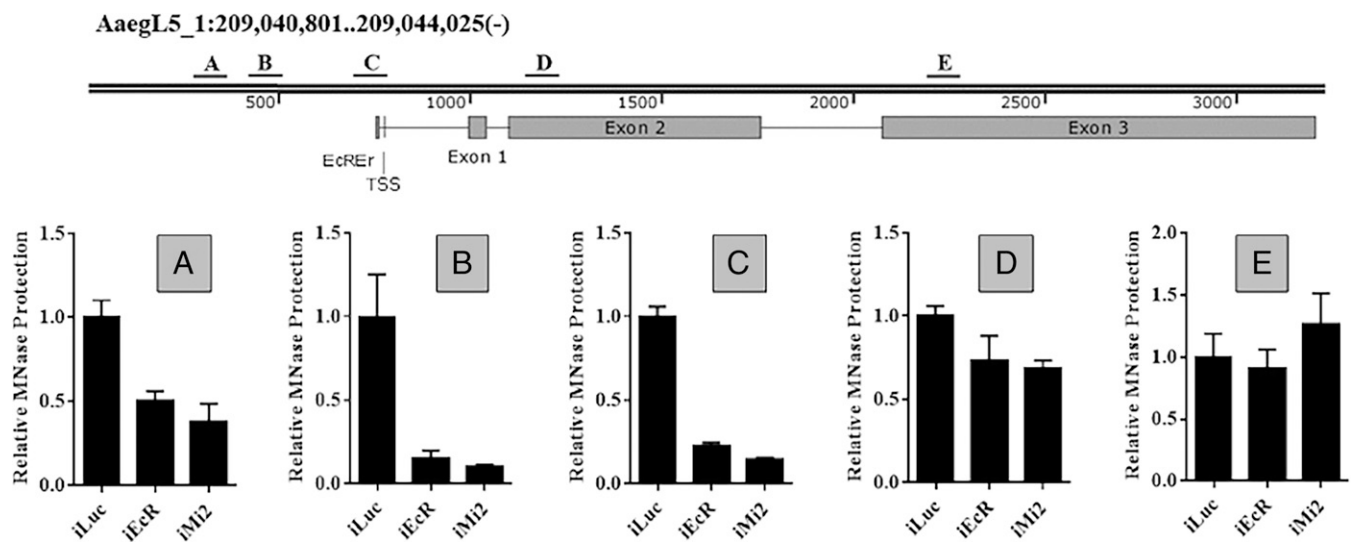 AaegL5_1:209,040,801..209,044,025(-)
A B C D E
500 1000 1500 2000 2500 3000
Exon 2 Exon 3
EcREr Exon 1
TSS
1.5 1.5 1.5 1.5 2.0
A B C D E
Relative MNase Protection Relative MNase Protection Relative MNase Protection Relative MNase Protection Relative MNase Protection
1.5
1.0 1.0 1.0 1.0 1.0
0.5 0.5 0.5 0.5 0.5
0.0 0.0 0.0 0.0 0.0
iLuc iEcR iMi2 iLuc iEcR iMi2 iLuc iEcR iMi2 iLuc iEcR iMi2 iLuc iEcR iMi2